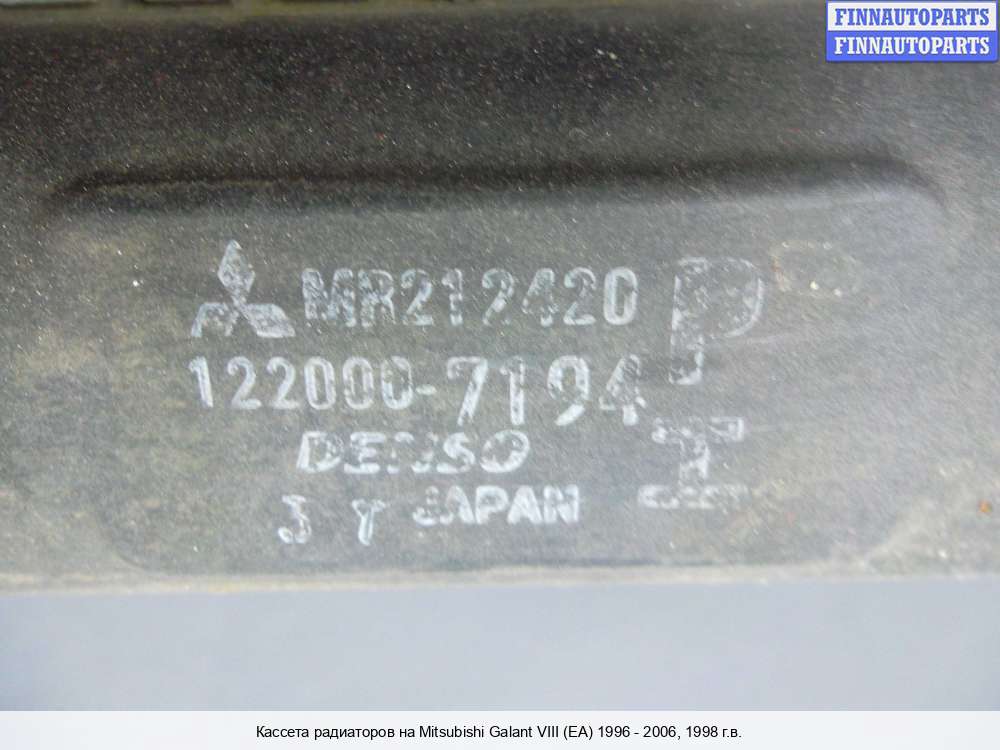 FINNAUTOPARTS
FINNAUTOPARTS
MR212420 P
122000-7194
DENSO T
J Y JAPAN
Кассета радиаторов на Mitsubishi Galant VIII (EA) 1996 - 2006, 1998 г.в.